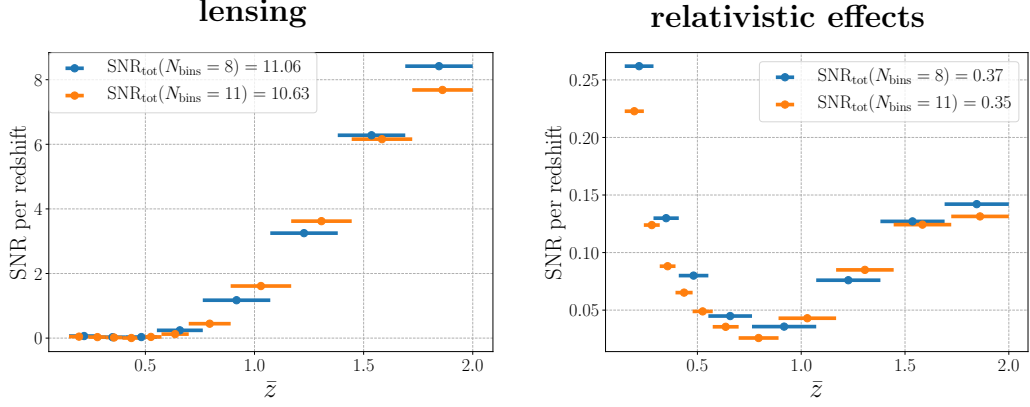 lensing
SNR per redshift
8
6
4
2
0
SNR_tot(N_bins = 8) = 11.06
SNR_tot(N_bins = 11) = 10.63
0.5 1.0 1.5 2.0
z̄
relativistic effects
SNR per redshift
0.25
0.20
0.15
0.10
0.05
SNR_tot(N_bins = 8) = 0.37
SNR_tot(N_bins = 11) = 0.35
0.5 1.0 1.5 2.0
z̄